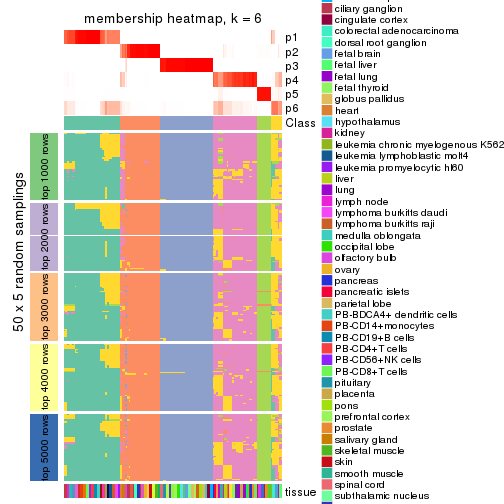 membership heatmap, k = 6
p1
p2
p3
p4
p5
p6
Class
50 x 5 random samplings
top 1000 rows
top 2000 rows
top 3000 rows
top 4000 rows
top 5000 rows
tissue
ciliary ganglion
cingulate cortex
colorectal adenocarcinoma
dorsal root ganglion
fetal brain
fetal liver
fetal lung
fetal thyroid
globus pallidus
heart
hypothalamus
kidney
leukemia chronic myelogenous K562
leukemia lymphoblastic molt4
leukemia promyelocytic hl60
liver
lung
lymph node
lymphoma burkitts daudi
lymphoma burkitts raji
medulla oblongata
occipital lobe
olfactory bulb
ovary
pancreas
pancreatic islets
parietal lobe
PB-BDCA4+ dendritic cells
PB-CD14+ monocytes
PB-CD19+ B cells
PB-CD4+ T cells
PB-CD56+ NK cells
PB-CD8+ T cells
pituitary
placenta
pons
prefrontal cortex
prostate
salivary gland
skeletal muscle
skin
smooth muscle
spinal cord
subthalamic nucleus